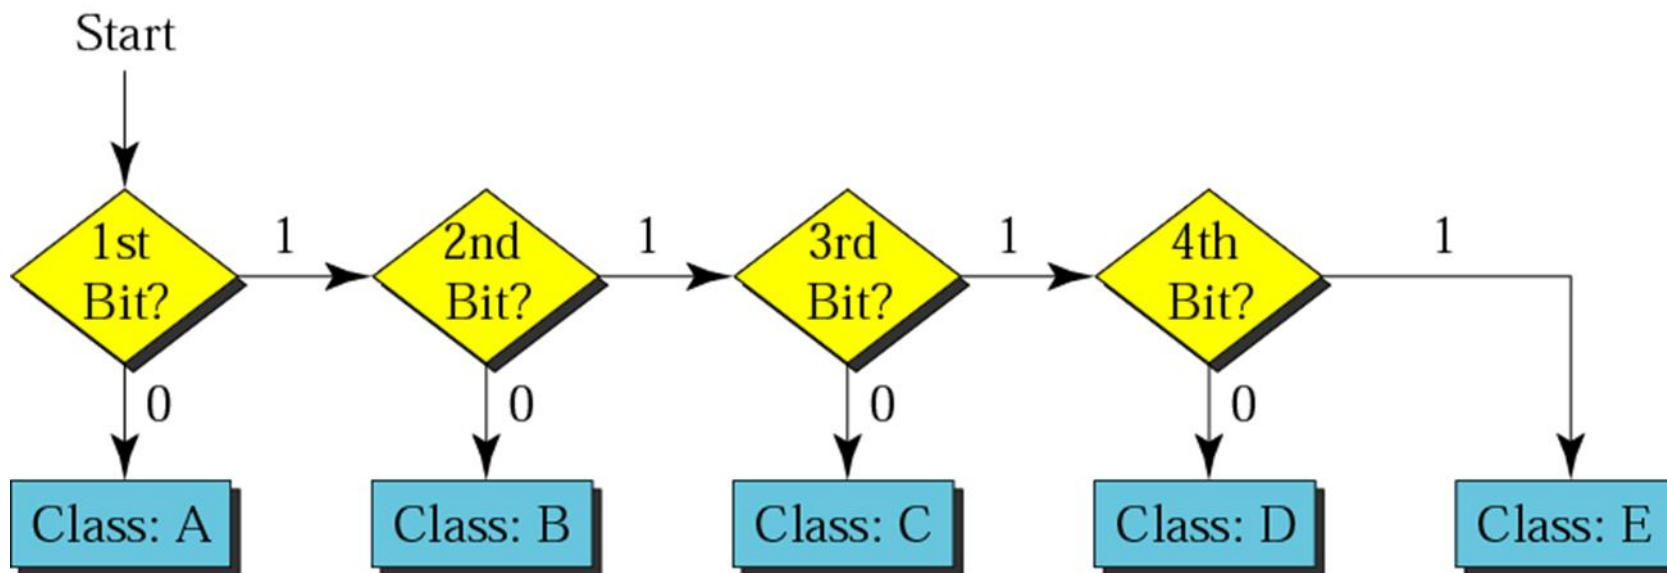 Start
1st
Bit?
1
2nd
Bit?
1
3rd
Bit?
1
4th
Bit?
1
0
0
0
0
Class: A
Class: B
Class: C
Class: D
Class: E